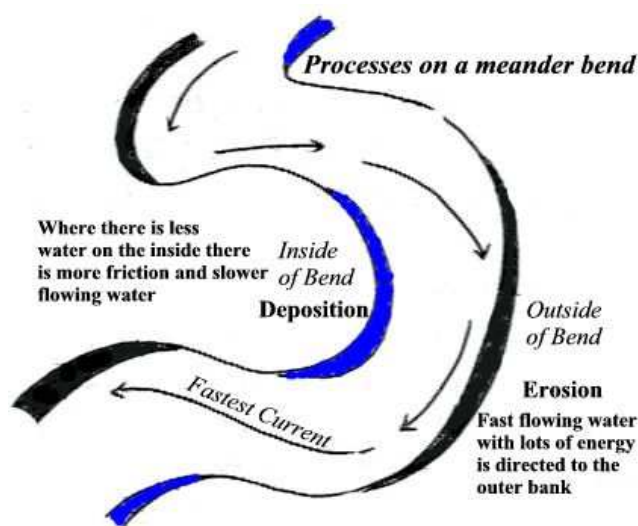 Processes on a meander bend
Where there is less
water on the inside there
is more friction and slower
flowing water
Inside
of Bend
Deposition
Outside
of Bend
Erosion
Fast flowing water
with lots of energy
is directed to the
outer bank
Fastest Current